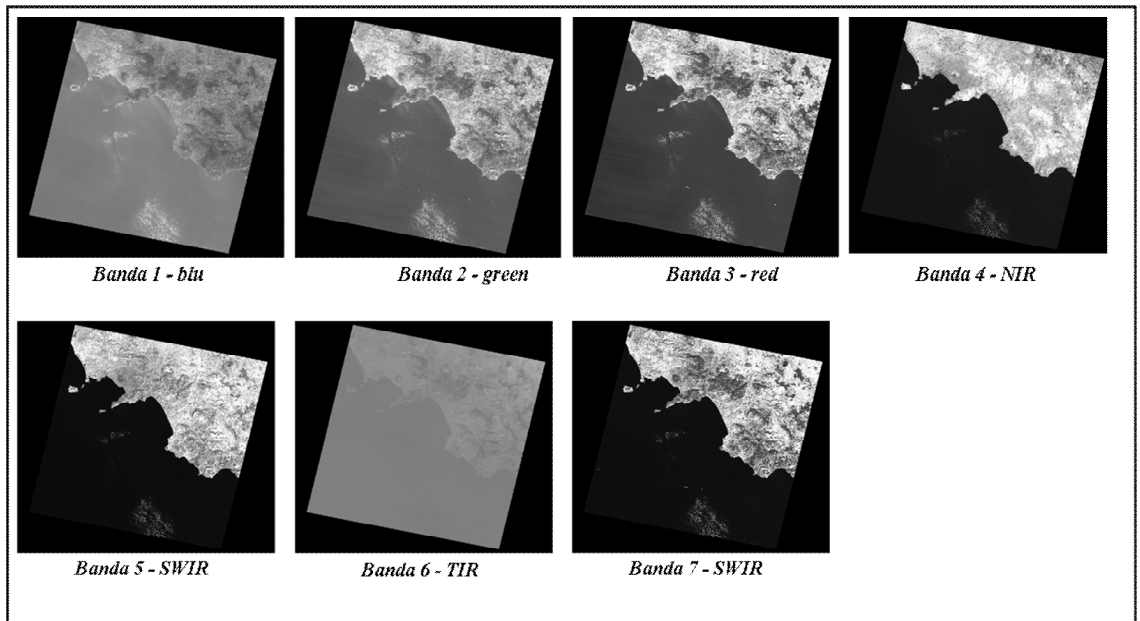 Banda 1 - blu
Banda 2 - green
Banda 3 - red
Banda 4 - NIR
Banda 5 - SWIR
Banda 6 - TIR
Banda 7 - SWIR